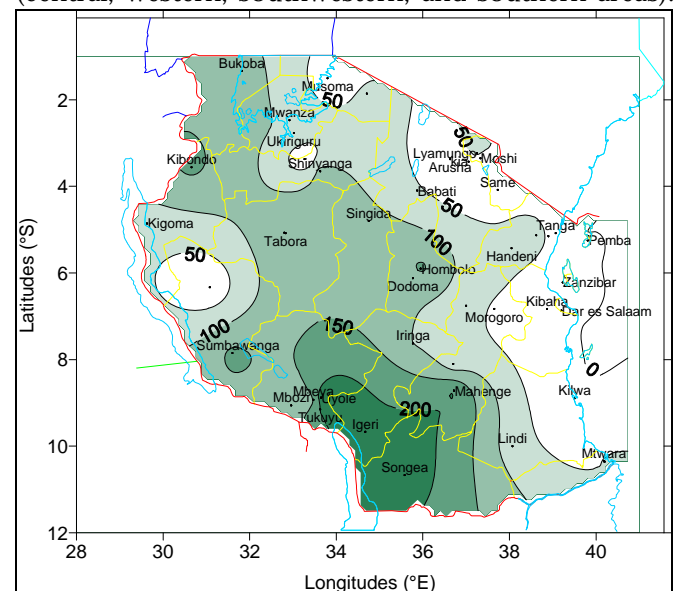 (central, western, southwestern, and southern areas).
Bukoba
Musoma
50
2
Mwanza
Ukiriguru
50
Kibondo
Shinyanga
Lyamungo
Moshi
Kia
Arusha
4
Babati
Same
50
Singida
Kigoma
100
Tanga
Tabora
Pemba
50
Handeni
Hombolo
6
Dodoma
Zanzibar
Kibaha
Dar es Salaam
Morogoro
100
150
Iringa
Sumbawanga
8
0
Mbeya
Mahenge
Kilwa
Mbozi
Uyole
200
Tukuyu
Igeri
Lindi
10
Mtwara
Songea
12
28
30
32
34
36
38
40
Latitudes (°S)
Longitudes (°E)